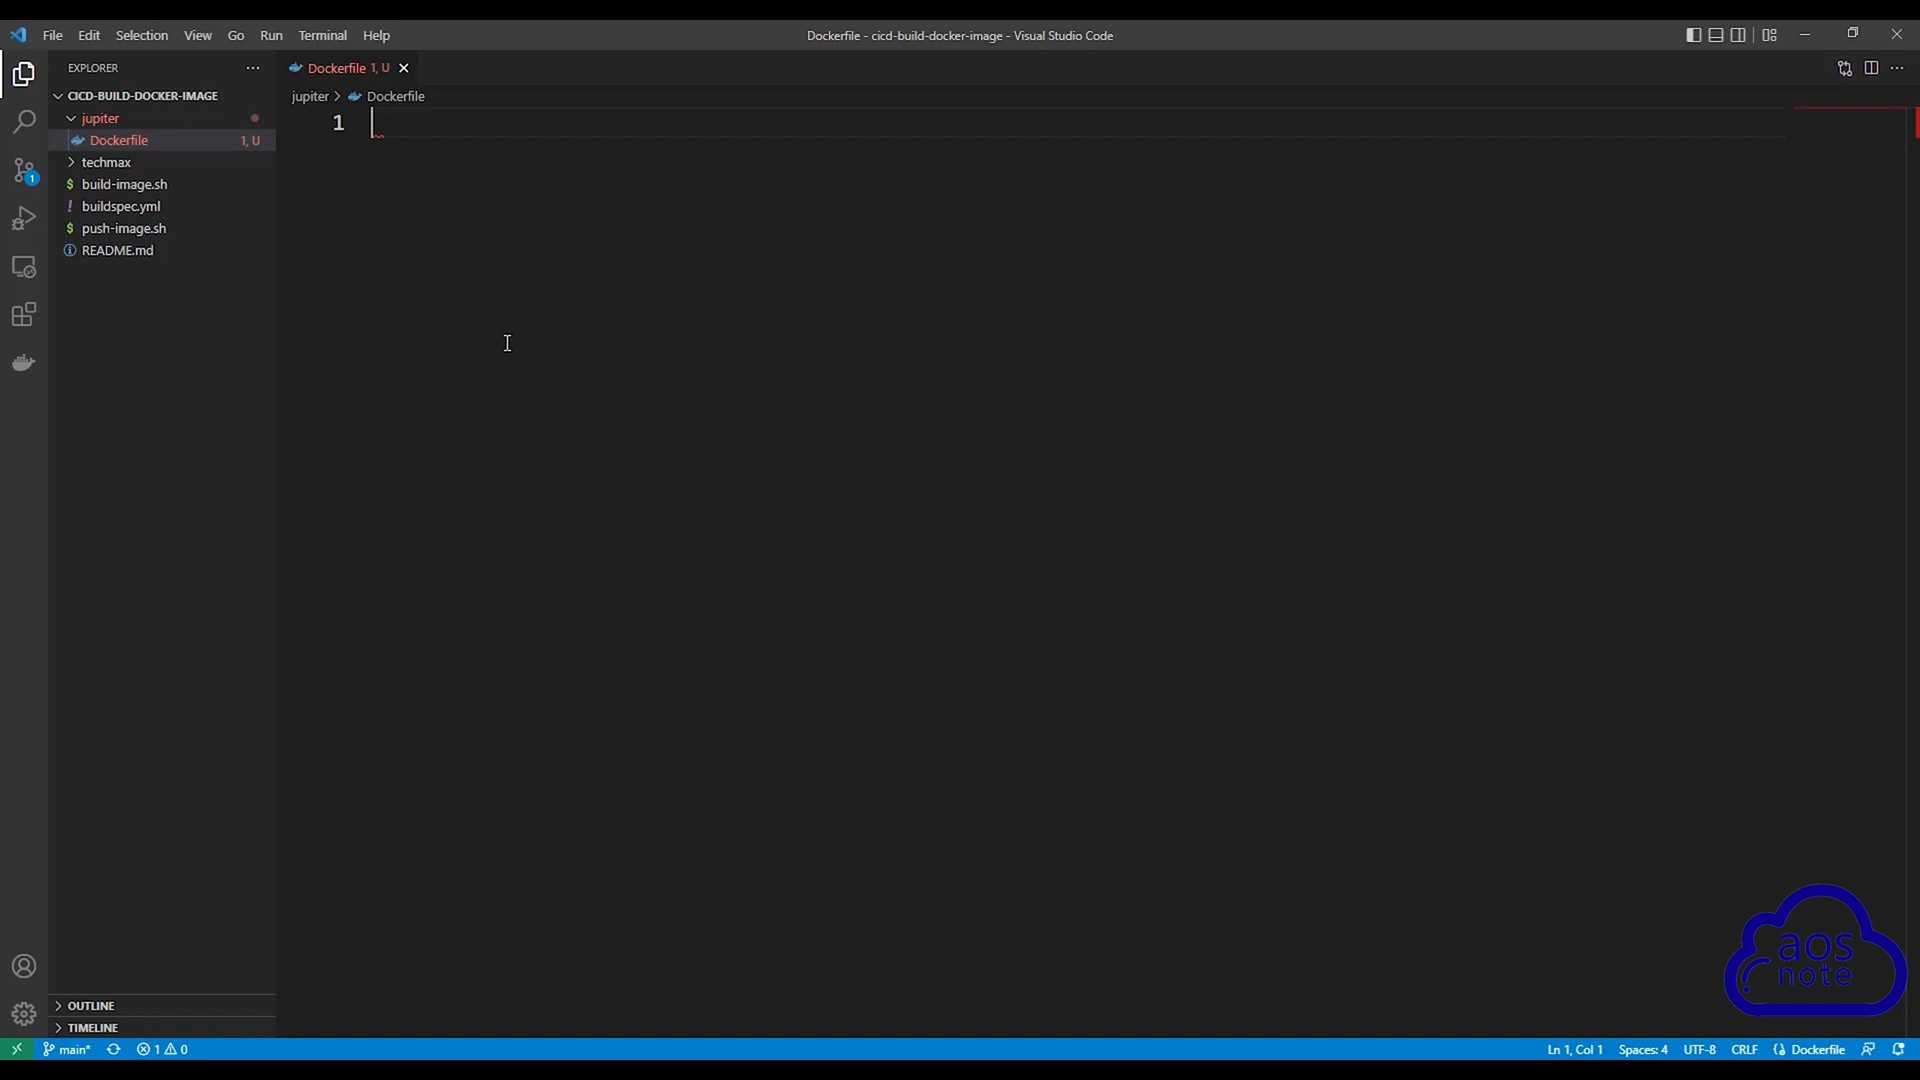 File Edit Selection View Go Run Terminal Help
Dockerfile - cicd-build-docker-image - Visual Studio Code
EXPLORER
Dockerfile 1, U
CICD-BUILD-DOCKER-IMAGE
jupiter > Dockerfile
jupiter
1
Dockerfile 1, U
techmax
$ build-image.sh
1
! buildspec.yml
$ push-image.sh
README.md
aos
note
OUTLINE
TIMELINE
main* 1 0
Ln 1, Col 1 Spaces: 4 UTF-8 CRLF Dockerfile